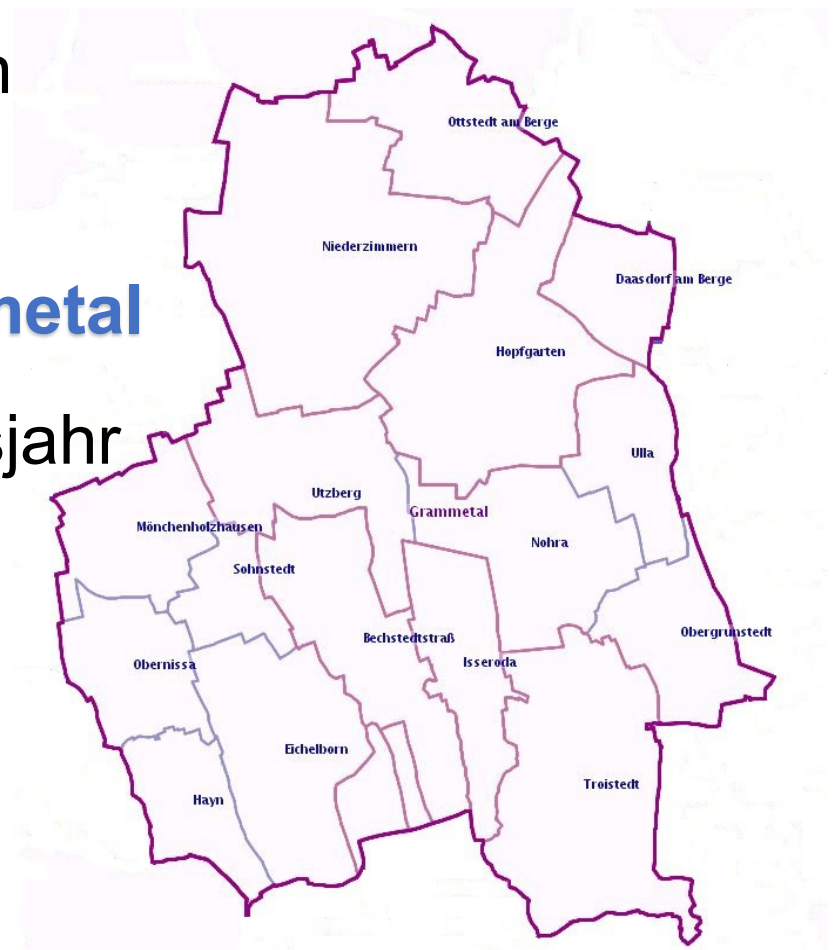 n
Ottstedt am Berge
Niederzimmern
Daasdorf am Berge
metal
Hopfgarten
sjahr
Ulla
Utzberg
Grammetal
Mönchenholzhausen
Nohra
Sohnstedt
Obergrunstedt
Bechstedtstraß
Isseroda
Obernissa
Eichelborn
Troistedt
Hayn